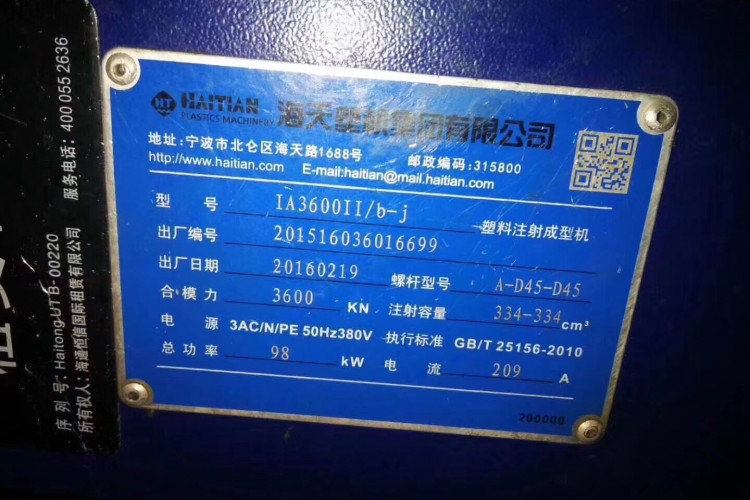 HT HAITIAN 海天塑机集团有限公司
PLASTICS MACHINERY
地址:宁波市北仑区海天路1688号 邮政编码:315800
http://www.haitian.com E-mail:haitian@mail.haitian.com
型 号 IA3600II/b-j 塑料注射成型机
出厂编号 201516036016699
出厂日期 20160219 螺杆型号 A-D45-D45
合模力 3600 KN 注射容量 334-334 cm³
电 源 3AC/N/PE 50Hz380V 执行标准 GB/T 25156-2010
总功率 98 kW 电 流 209 A
200008
服务电话: 400 055 2636
序 列 号: Haitong UTB-00220
所有权人: 海通恒信国际租赁有限公司